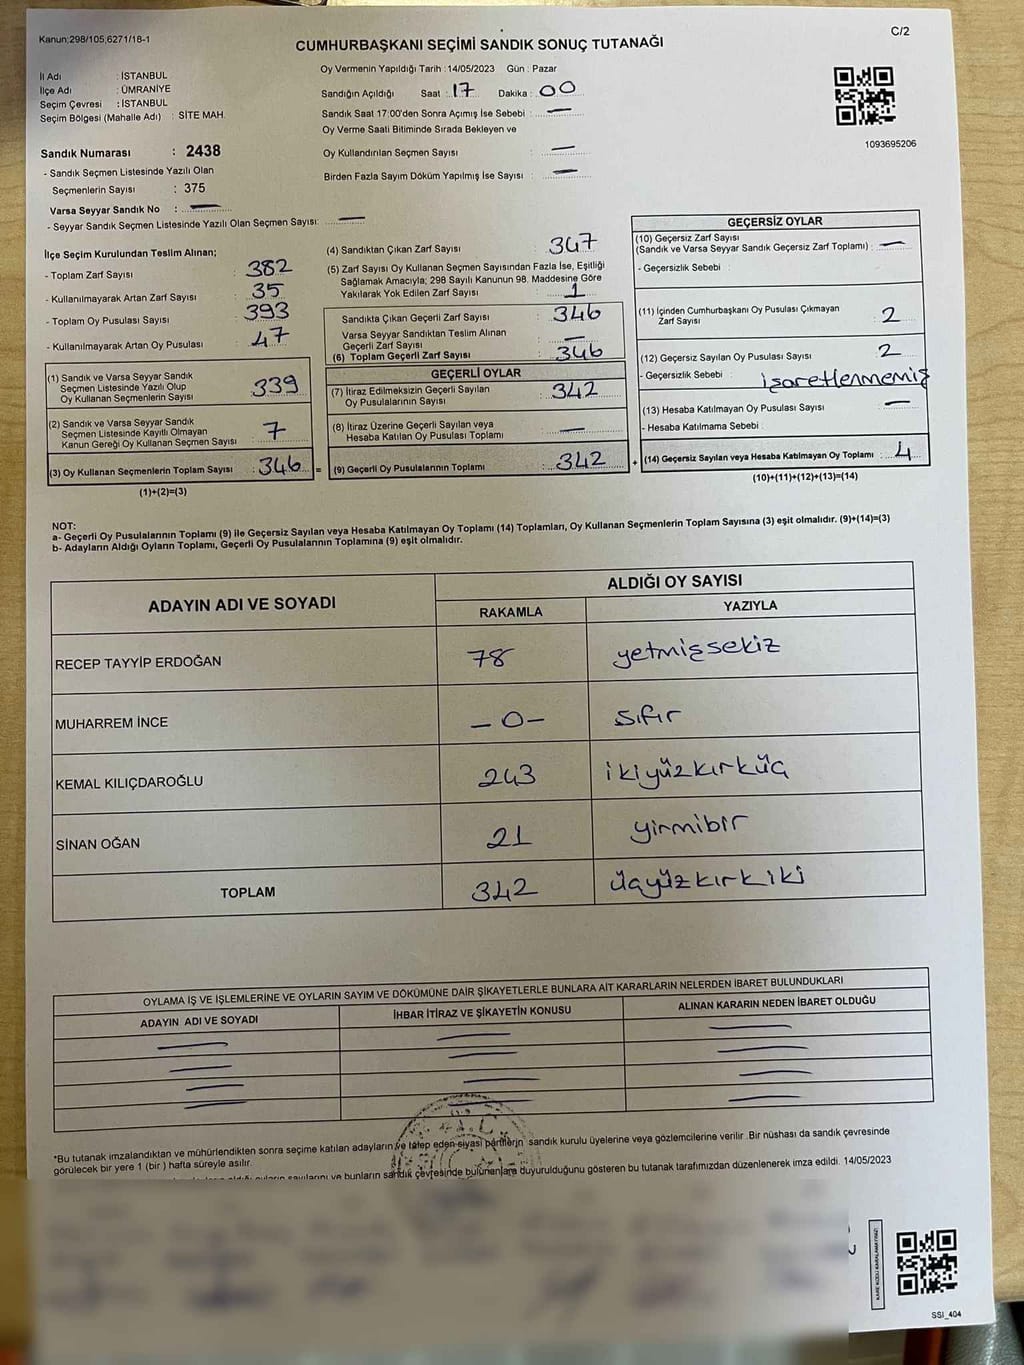 Kanun;298/105,6271/18-1
C/2
CUMHURBAŞKANI SEÇİMİ SANDIK SONUÇ TUTANAĞI
İl Adı : İSTANBUL
İlçe Adı : ÜMRANİYE
Seçim Çevresi : İSTANBUL
Seçim Bölgesi (Mahalle Adı) : SİTE MAH.
Sandık Numarası : 2438
- Sandık Seçmen Listesinde Yazılı Olan
Seçmenlerin Sayısı : 375
Varsa Seyyar Sandık No : —
- Seyyar Sandık Seçmen Listesinde Yazılı Olan Seçmen Sayısı: —
Oy Vermenin Yapıldığı Tarih : 14/05/2023 Gün : Pazar
Sandığın Açıldığı Saat : 17 Dakika : 00
Sandık Saat 17:00'den Sonra Açımış İse Sebebi : —
Oy Verme Saati Bitiminde Sırada Bekleyen ve
Oy Kullandırılan Seçmen Sayısı : —
Birden Fazla Sayım Döküm Yapılmış İse Sayısı : —
1093695206
İlçe Seçim Kurulundan Teslim Alınan;
- Toplam Zarf Sayısı : 382
- Kullanılmayarak Artan Zarf Sayısı : 35
- Toplam Oy Pusulası Sayısı : 393
- Kullanılmayarak Artan Oy Pusulası : 47
(1) Sandık ve Varsa Seyyar Sandık
Seçmen Listesinde Yazılı Olup
Oy Kullanan Seçmenlerin Sayısı : 339
(2) Sandık ve Varsa Seyyar Sandık
Seçmen Listesinde Kayıtlı Olmayan
Kanun Gereği Oy Kullanan Seçmen Sayısı : 7
(3) Oy Kullanan Seçmenlerin Toplam Sayısı : 346 =
(1)+(2)=(3)
(4) Sandıktan Çıkan Zarf Sayısı : 347
(5) Zarf Sayısı Oy Kullanan Seçmen Sayısından Fazla İse, Eşitliği
Sağlamak Amacıyla; 298 Sayılı Kanunun 98. Maddesine Göre
Yakılarak Yok Edilen Zarf Sayısı : 1
Sandıkta Çıkan Geçerli Zarf Sayısı : 346
Varsa Seyyar Sandıktan Teslim Alınan
Geçerli Zarf Sayısı : —
(6) Toplam Geçerli Zarf Sayısı : 346
GEÇERLİ OYLAR
(7) İtiraz Edilmeksizin Geçerli Sayılan
Oy Pusulalarının Sayısı : 342
(8) İtiraz Üzerine Geçerli Sayılan veya
Hesaba Katılan Oy Pusulası Toplamı : —
(9) Geçerli Oy Pusulalarının Toplamı : 342 +
GEÇERSİZ OYLAR
(10) Geçersiz Zarf Sayısı
(Sandık ve Varsa Seyyar Sandık Geçersiz Zarf Toplamı) : —
- Geçersizlik Sebebi :
(11) İçinden Cumhurbaşkanı Oy Pusulası Çıkmayan
Zarf Sayısı : 2
(12) Geçersiz Sayılan Oy Pusulası Sayısı : 2
- Geçersizlik Sebebi : işaretlenmemiş
(13) Hesaba Katılmayan Oy Pusulası Sayısı : —
- Hesaba Katılmama Sebebi :
(14) Geçersiz Sayılan veya Hesaba Katılmayan Oy Toplamı : 4
(10)+(11)+(12)+(13)=(14)
NOT:
a- Geçerli Oy Pusulalarının Toplamı (9) ile Geçersiz Sayılan veya Hesaba Katılmayan Oy Toplamı (14) Toplamları, Oy Kullanan Seçmenlerin Toplam Sayısına (3) eşit olmalıdır. (9)+(14)=(3)
b- Adayların Aldığı Oyların Toplamı, Geçerli Oy Pusulalarının Toplamına (9) eşit olmalıdır.
ADAYIN ADI VE SOYADI
ALDIĞI OY SAYISI
RAKAMLA YAZIYLA
RECEP TAYYİP ERDOĞAN 78 yetmişsekiz
MUHARREM İNCE –0– sıfır
KEMAL KILIÇDAROĞLU 243 ikiyüzkırküç
SİNAN OĞAN 21 yirmibir
TOPLAM 342 üçyüzkırkiki
OYLAMA İŞ VE İŞLEMLERİNE VE OYLARIN SAYIM VE DÖKÜMÜNE DAİR ŞİKAYETLERLE BUNLARA AİT KARARLARIN NELERDEN İBARET BULUNDUKLARI
ADAYIN ADI VE SOYADI İHBAR İTİRAZ VE ŞİKAYETİN KONUSU ALINAN KARARIN NEDEN İBARET OLDUĞU
T.C.
*Bu tutanak imzalandıktan ve mühürlendikten sonra seçime katılan adayların ve talep eden siyasi partilerin sandık kurulu üyelerine veya gözlemcilerine verilir .Bir nüshası da sandık çevresinde
görülecek bir yere 1 (bir ) hafta süreyle asılır.
oyların sayılarını ve bunların sandık çevresinde bulunanlara duyurulduğunu gösteren bu tutanak tarafımızdan düzenlenerek imza edildi. 14/05/2023
KARE KODU KARALAMAYINIZ!
SSI_404